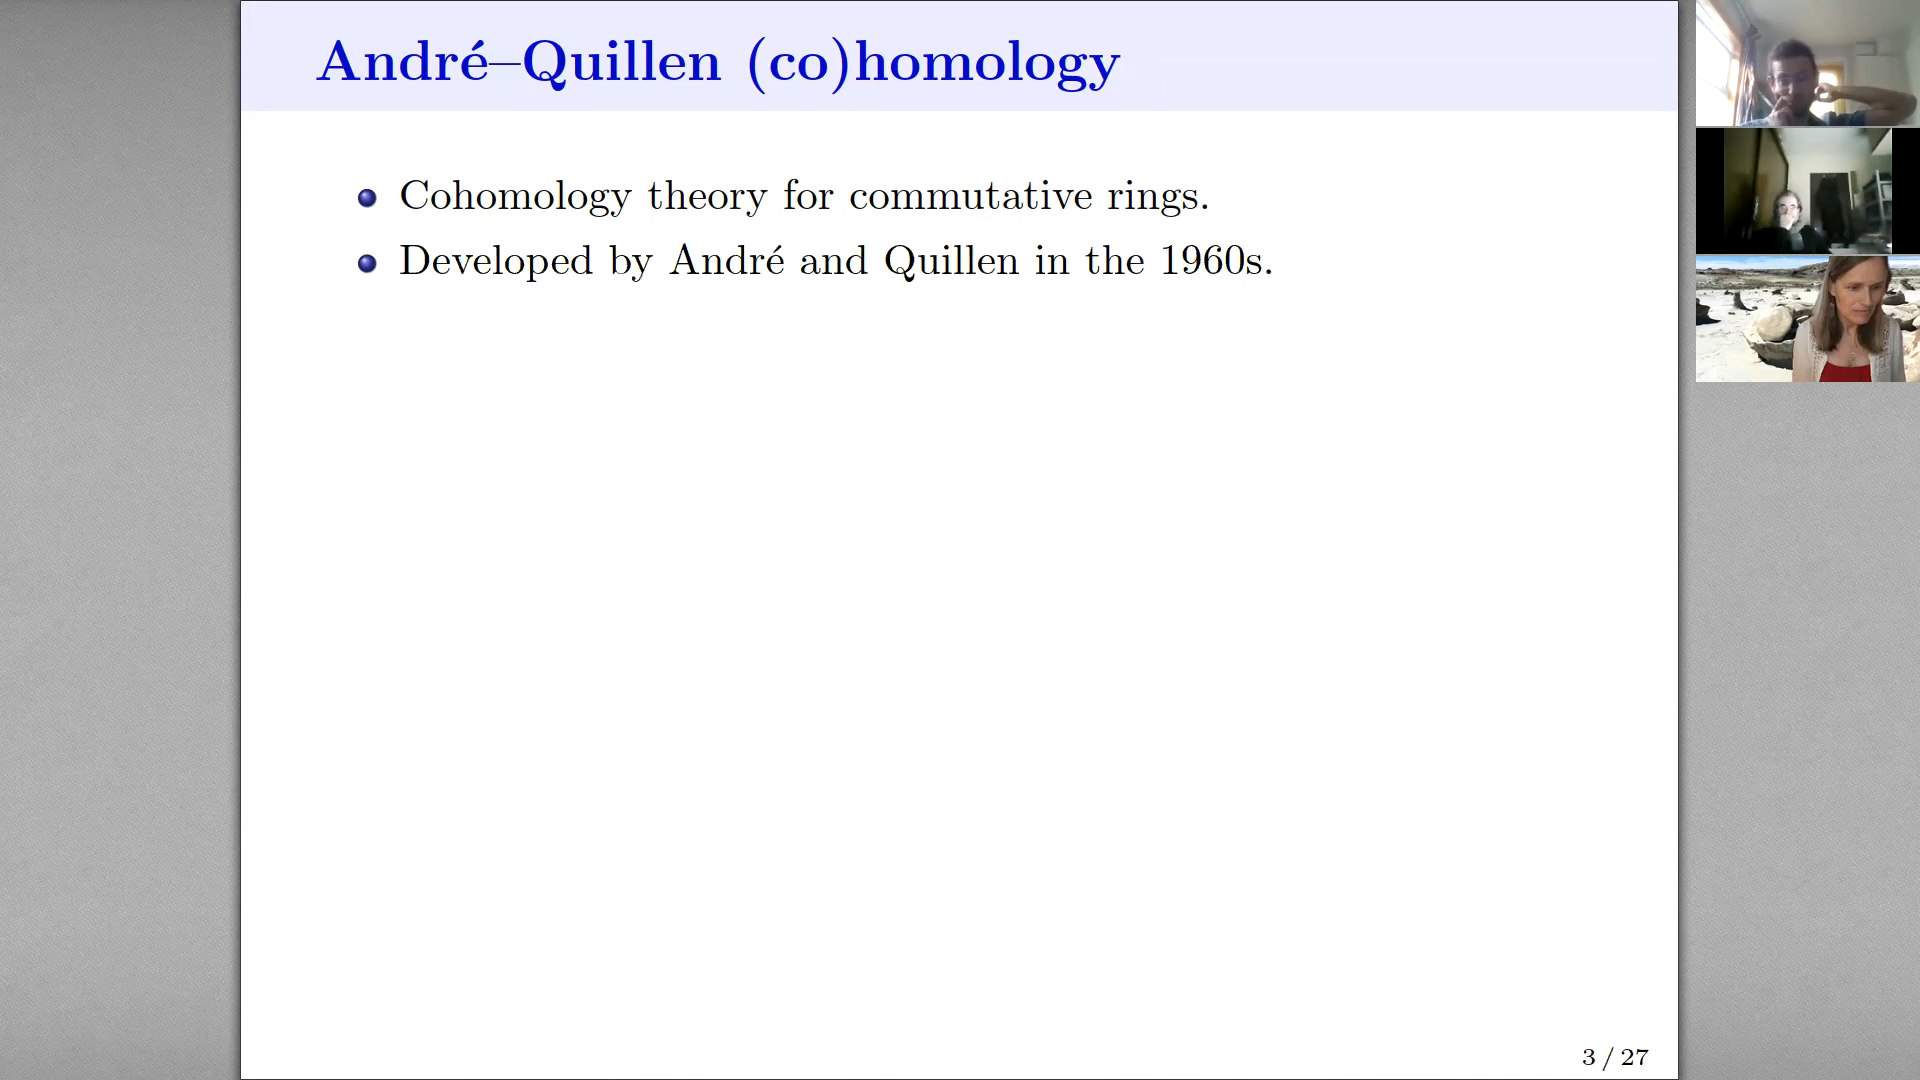 André–Quillen (co)homology
Cohomology theory for commutative rings.
Developed by André and Quillen in the 1960s.
3 / 27